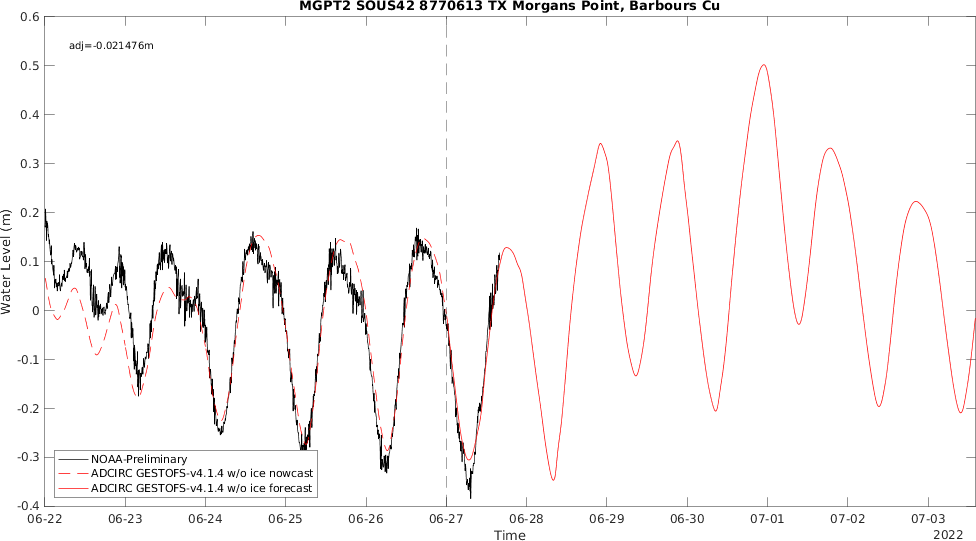 MGPT2 SOUS42 8770613 TX Morgans Point, Barbours Cu
adj=-0.021476m
0.6
0.5
0.4
0.3
0.2
0.1
0
-0.1
-0.2
-0.3
-0.4
Water Level (m)
NOAA-Preliminary
ADCIRC GESTOFS-v4.1.4 w/o ice nowcast
ADCIRC GESTOFS-v4.1.4 w/o ice forecast
06-22 06-23 06-24 06-25 06-26 06-27 06-28 06-29 06-30 07-01 07-02 07-03
Time
2022